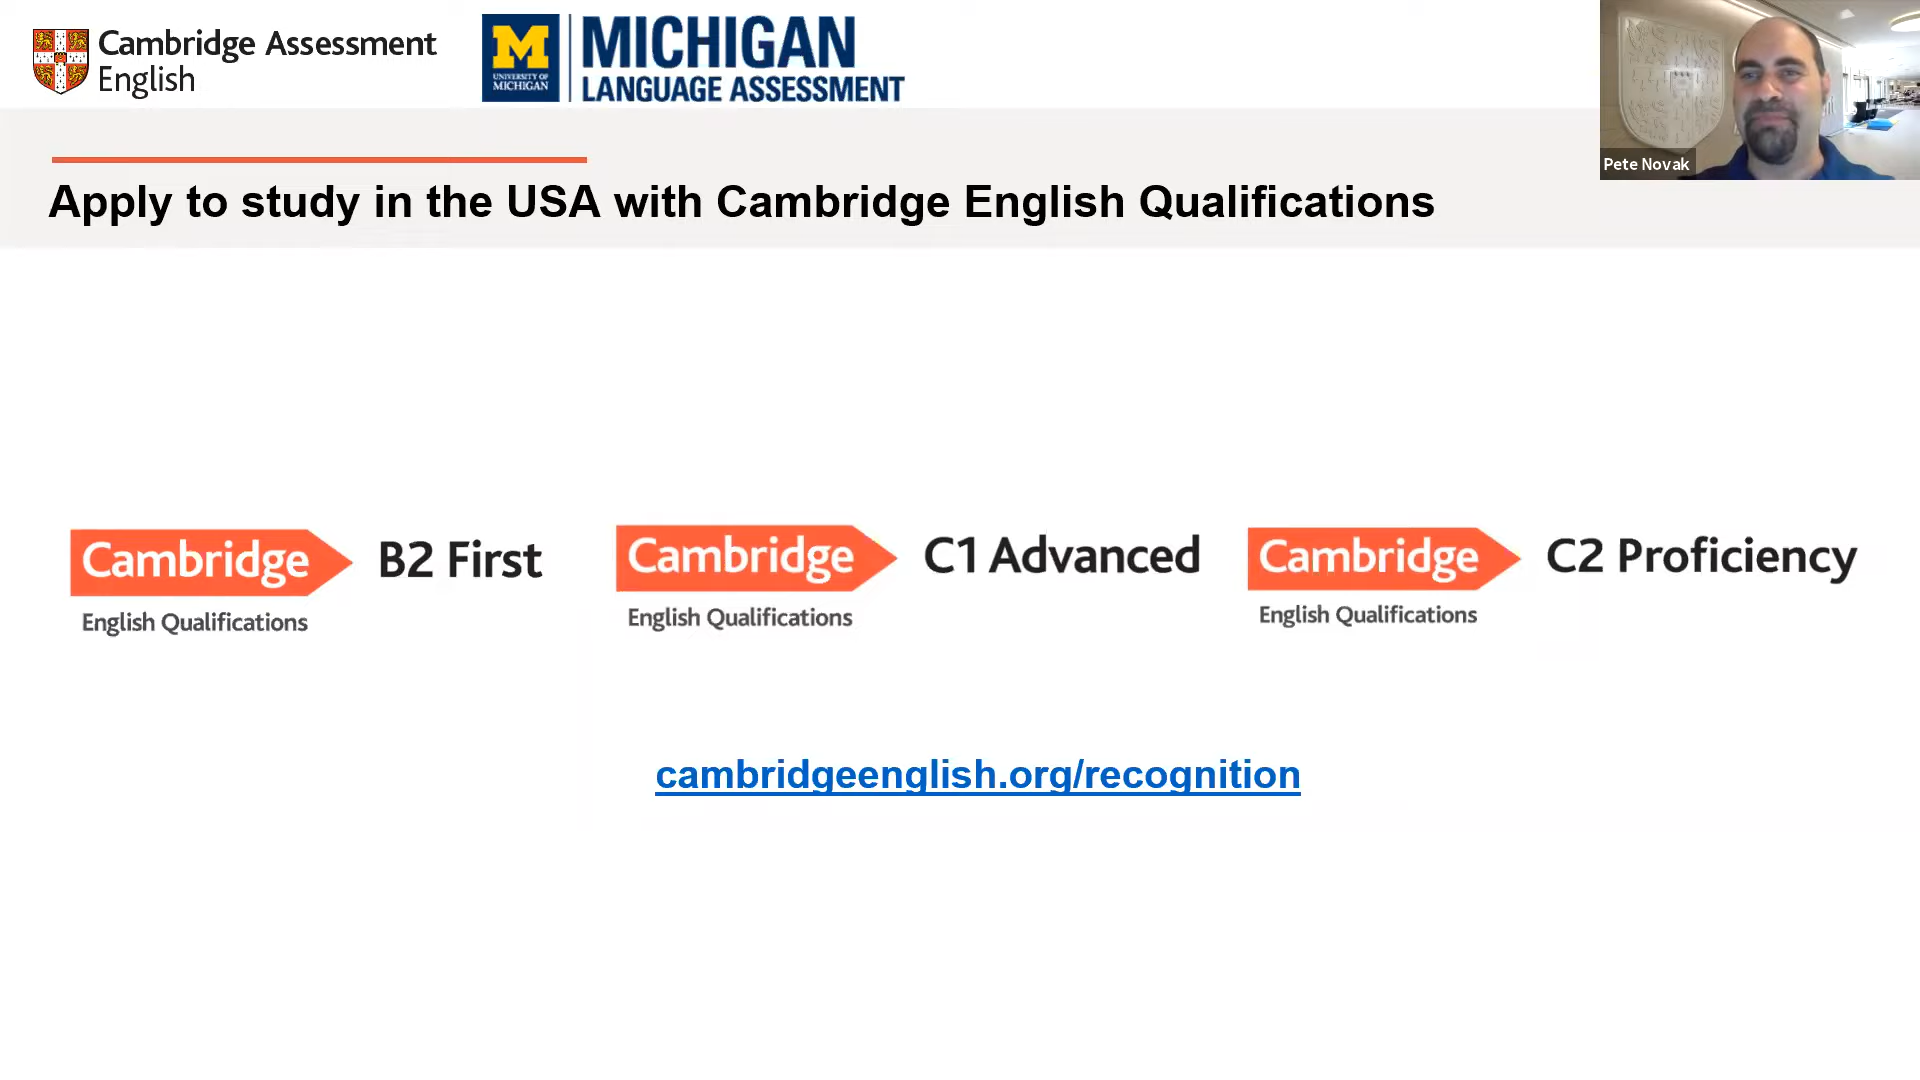 Cambridge Assessment
English
M
UNIVERSITY OF
MICHIGAN
MICHIGAN
LANGUAGE ASSESSMENT
Pete Novak
Apply to study in the USA with Cambridge English Qualifications
Cambridge B2 First
English Qualifications
Cambridge C1 Advanced
English Qualifications
Cambridge C2 Proficiency
English Qualifications
cambridgeenglish.org/recognition